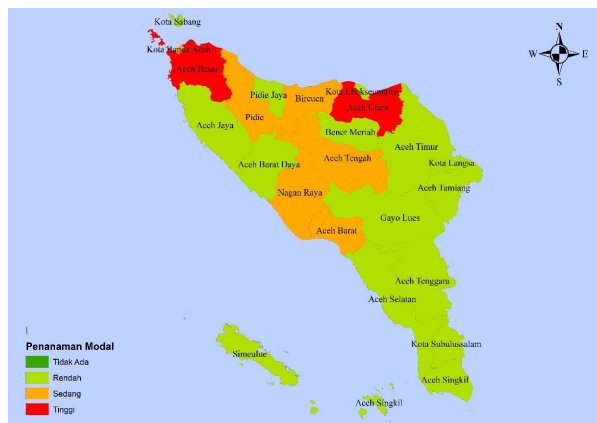 Kota Sabang
N
W
E
S
Kota Banda Aceh
Aceh Besar
Pidie Jaya
Bireuen
Kota Lhokseumawe
Aceh Utara
Pidie
Aceh Jaya
Bener Meriah
Aceh Timur
Aceh Tengah
Kota Langsa
Aceh Barat Daya
Aceh Tamiang
Nagan Raya
Gayo Lues
Aceh Barat
Aceh Tenggara
Aceh Selatan
Kota Subulussalam
Simeulue
Aceh Singkil
Aceh Singkil
Penanaman Modal
Tidak Ada
Rendah
Sedang
Tinggi